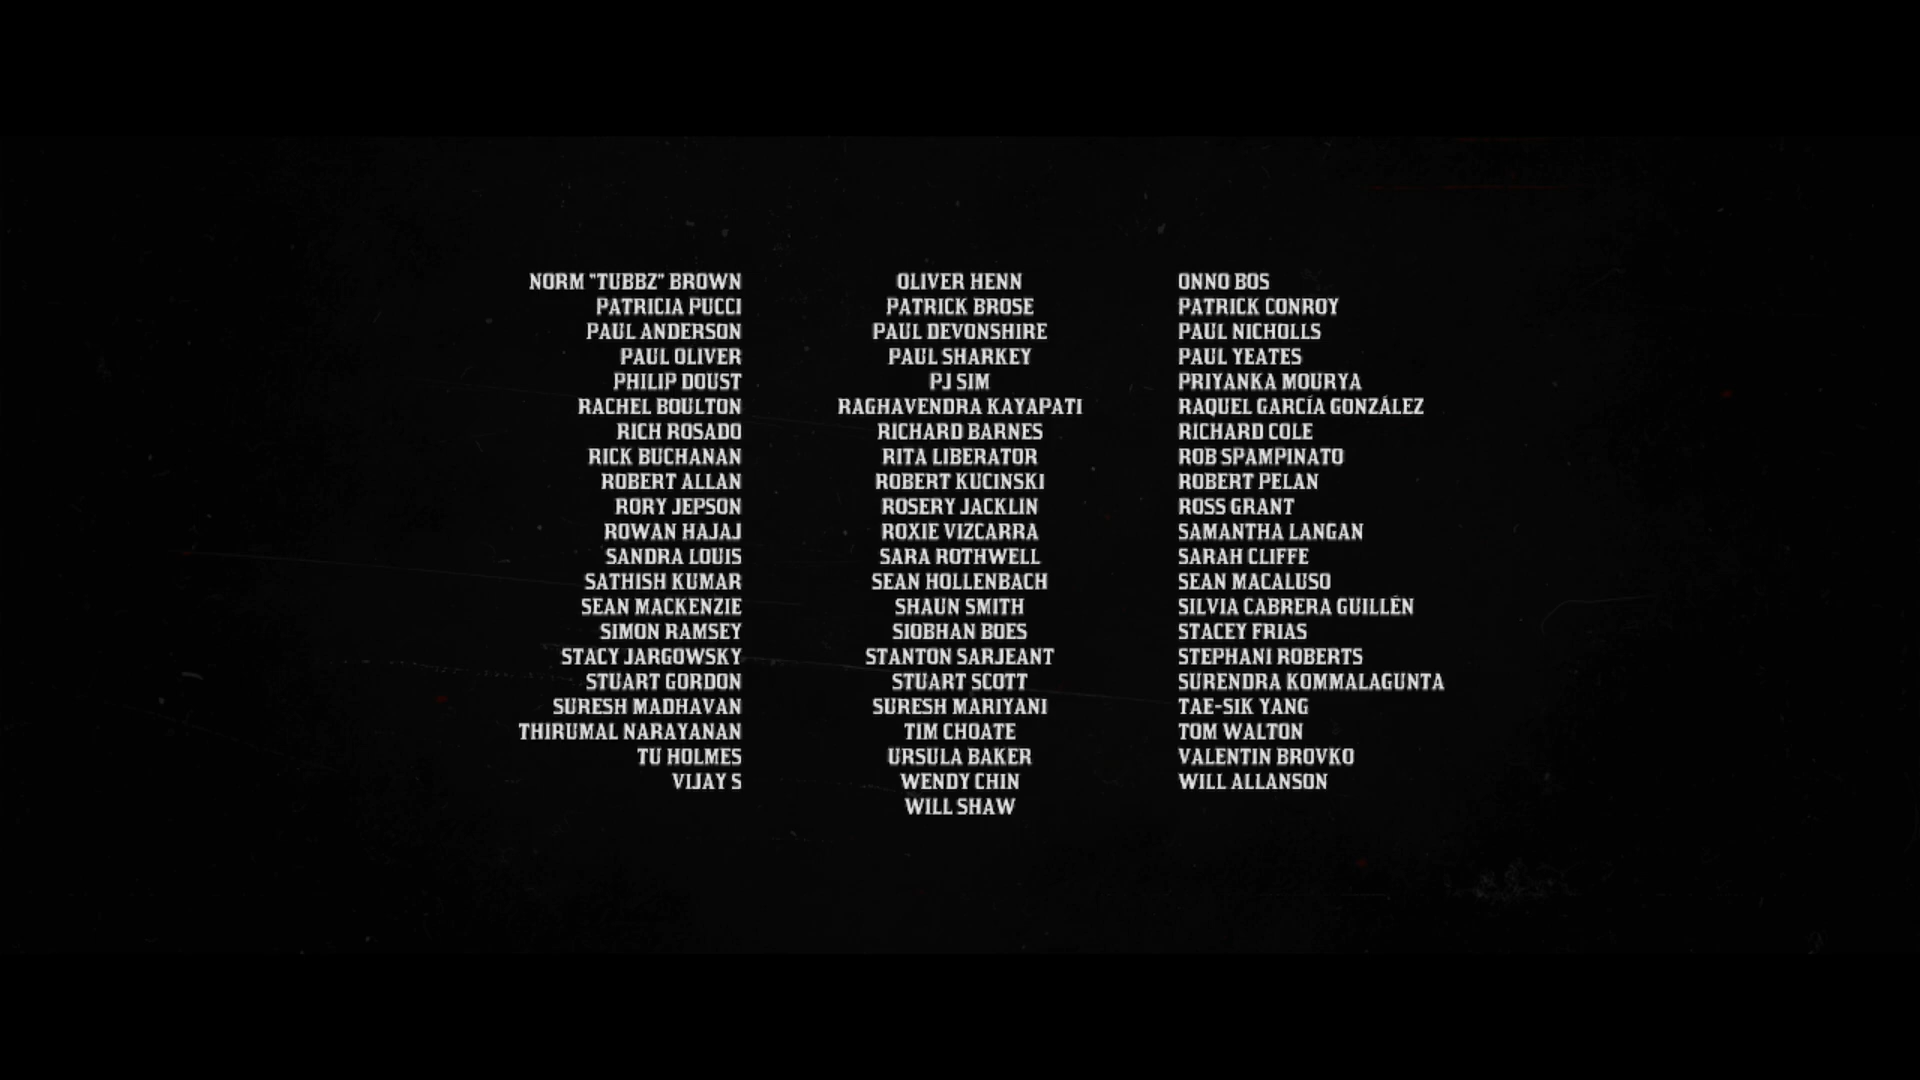 NORM "TUBBZ" BROWN OLIVER HENN ONNO BOS
PATRICIA PUCCI PATRICK BROSE PATRICK CONROY
PAUL ANDERSON PAUL DEVONSHIRE PAUL NICHOLLS
PAUL OLIVER PAUL SHARKEY PAUL YEATES
PHILIP DOUST PJ SIM PRIYANKA MOURYA
RACHEL BOULTON RAGHAVENDRA KAYAPATI RAQUEL GARCÍA GONZÁLEZ
RICH ROSADO RICHARD BARNES RICHARD COLE
RICK BUCHANAN RITA LIBERATOR ROB SPAMPINATO
ROBERT ALLAN ROBERT KUCINSKI ROBERT PELAN
RORY JEPSON ROSERY JACKLIN ROSS GRANT
ROWAN HAJAJ ROXIE VIZCARRA SAMANTHA LANGAN
SANDRA LOUIS SARA ROTHWELL SARAH CLIFFE
SATHISH KUMAR SEAN HOLLENBACH SEAN MACALUSO
SEAN MACKENZIE SHAUN SMITH SILVIA CABRERA GUILLÉN
SIMON RAMSEY SIOBHAN BOES STACEY FRIAS
STACY JARGOWSKY STANTON SARJEANT STEPHANI ROBERTS
STUART GORDON STUART SCOTT SURENDRA KOMMALAGUNTA
SURESH MADHAVAN SURESH MARIYANI TAE-SIK YANG
THIRUMAL NARAYANAN TIM CHOATE TOM WALTON
TU HOLMES URSULA BAKER VALENTIN BROVKO
VIJAY S WENDY CHIN WILL ALLANSON
WILL SHAW